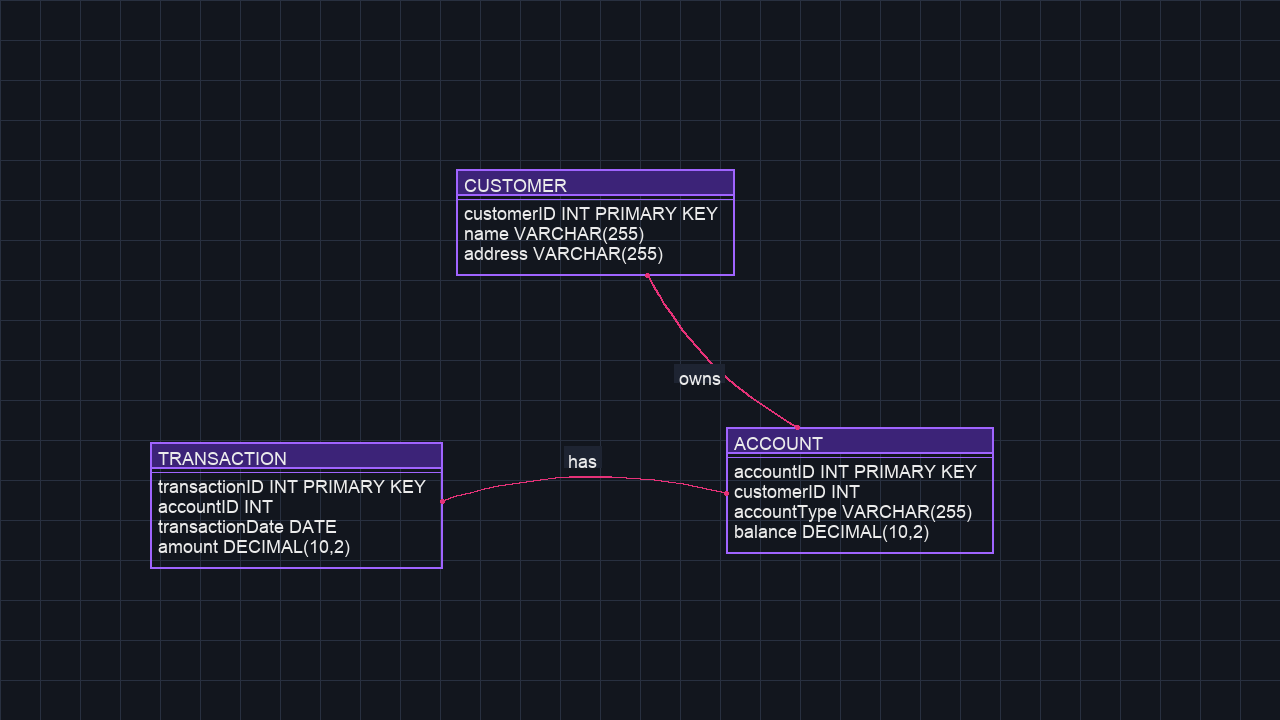 CUSTOMER
customerID INT PRIMARY KEY
name VARCHAR(255)
address VARCHAR(255)
owns
ACCOUNT
accountID INT PRIMARY KEY
customerID INT
accountType VARCHAR(255)
balance DECIMAL(10,2)
has
TRANSACTION
transactionID INT PRIMARY KEY
accountID INT
transactionDate DATE
amount DECIMAL(10,2)